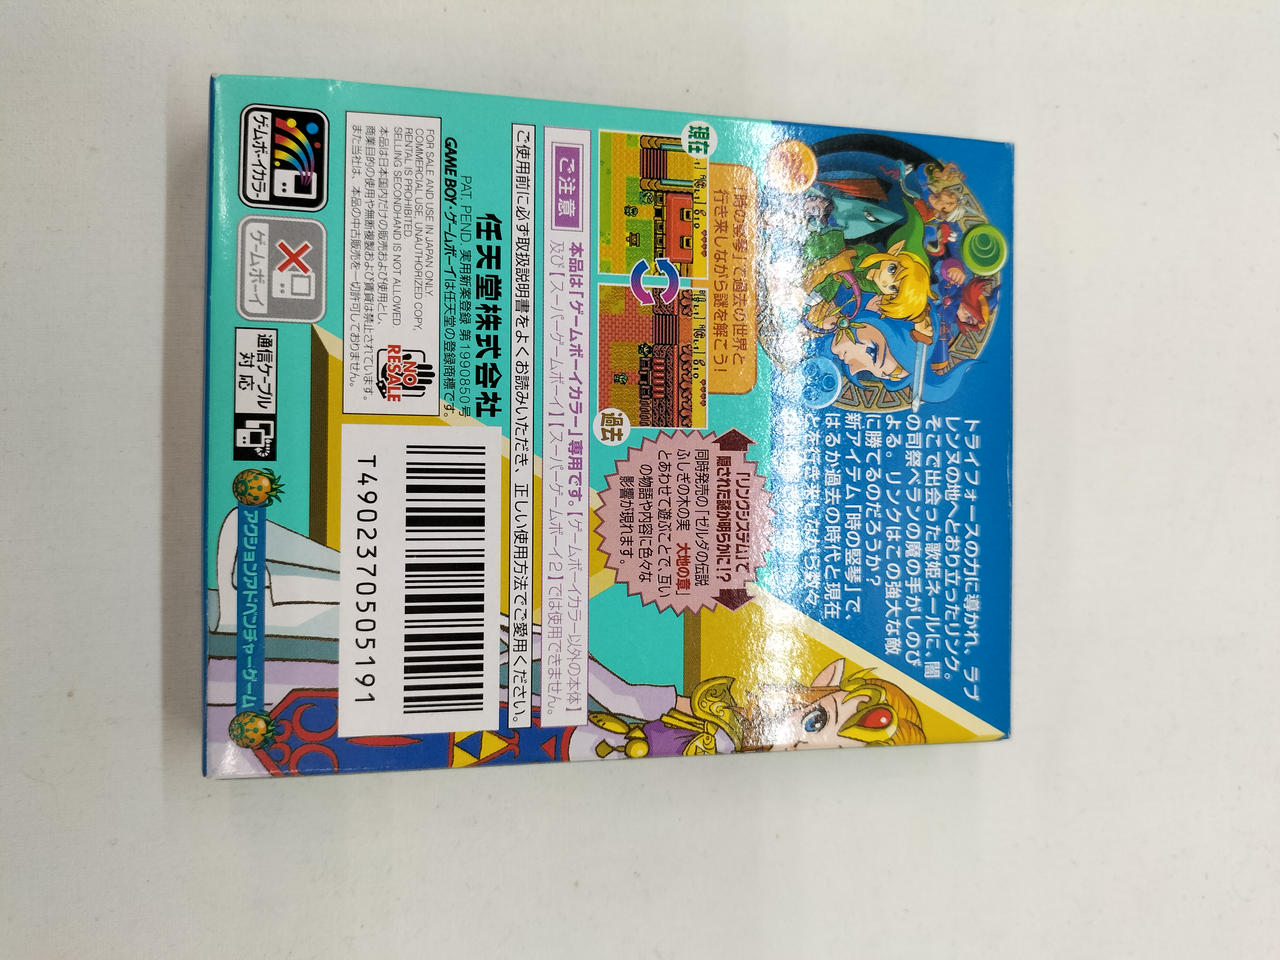 トライフォースの力に導かれ、ラブ
レンヌの地へとおり立ったリンク。
そこで出会った歌姫ネールに、闇
の司祭ベランの魔の手がしのび
よる。リンクはこの強大な敵
に勝てるのだろうか?
新アイテム「時の竪琴」で、
はるか過去の時代と現在
とを行き来しながら数々
「時の竪琴」で過去の世界と
行き来しながら謎を解こう!
現在
過去
「リンクシステム」で
隠された謎が明らかに!?
同時発売の「ゼルダの伝説
ふしぎの木の実 大地の章」
とあわせて遊ぶことで、互い
の物語や内容に色々な
影響が現れます。
ご注意
本品は「ゲームボーイカラー」専用です。【ゲームボーイカラー以外の本体】
及び【スーパーゲームボーイ】【スーパーゲームボーイ2】では使用できません。
ご使用前に必ず取扱説明書をよくお読みいただき、正しい使用方法でご愛用ください。
任天堂株式会社
PAT. PEND. 実用新案登録 第1990850号
GAME BOY・ゲームボーイは任天堂の登録商標です。
FOR SALE AND USE IN JAPAN ONLY.
COMMERCIAL USE, UNAUTHORIZED COPY,
RENTAL IS PROHIBITED.
SELLING SECONDHAND IS NOT ALLOWED.
本品は日本国内だけの販売および使用とし、
商業目的の使用や無断複製および賃貸は禁止されています。
また当社は、本品の中古販売を一切許可しておりません。
NO
RESALE
T4902370505191
ゲームボーイカラー
ゲームボーイ
通信ケーブル
対応
アクションアドベンチャーゲーム